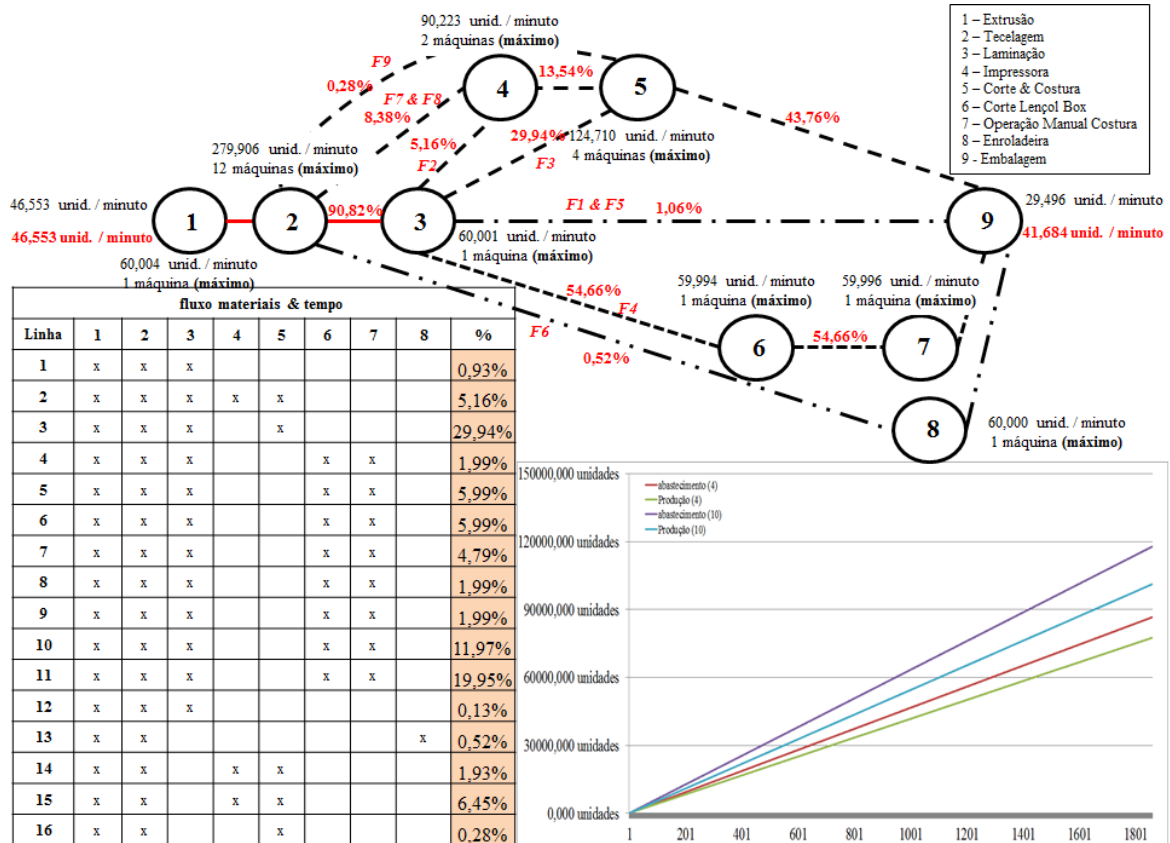 90,223 unid. / minuto
2 máquinas (máximo)
1 – Extrusão
2 – Tecelagem
3 – Laminação
4 – Impressora
5 – Corte & Costura
6 – Corte Lençol Box
7 – Operação Manual Costura
8 – Enroladeira
9 - Embalagem
F9
0,28%
F7 & F8
8,38%
4
13,54%
5
43,76%
5,16%
F2
29,94%
F3
124,710 unid. / minuto
4 máquinas (máximo)
279,906 unid. / minuto
12 máquinas (máximo)
46,553 unid. / minuto
46,553 unid. / minuto
1
2
90,82%
3
F1 & F5
1,06%
9
29,496 unid. / minuto
41,684 unid. / minuto
60,004 unid. / minuto
1 máquina (máximo)
60,001 unid. / minuto
1 máquina (máximo)
54,66%
F4
F6
0,52%
59,994 unid. / minuto
1 máquina (máximo)
59,996 unid. / minuto
1 máquina (máximo)
6
54,66%
7
8
60,000 unid. / minuto
1 máquina (máximo)
fluxo materiais & tempo
Linha 1 2 3 4 5 6 7 8 %
1 x x x 0,93%
2 x x x x x 5,16%
3 x x x x 29,94%
4 x x x x x 1,99%
5 x x x x x 5,99%
6 x x x x x 5,99%
7 x x x x x 4,79%
8 x x x x x 1,99%
9 x x x x x 1,99%
10 x x x x x 11,97%
11 x x x x x 19,95%
12 x x x 0,13%
13 x x x 0,52%
14 x x x x 1,93%
15 x x x x 6,45%
16 x x x 0,28%
150000,000 unidades
120000,000 unidades
90000,000 unidades
60000,000 unidades
30000,000 unidades
0,000 unidades
abastecimento (4)
Produção (4)
abastecimento (10)
Produção (10)
1 201 401 601 801 1001 1201 1401 1601 1801